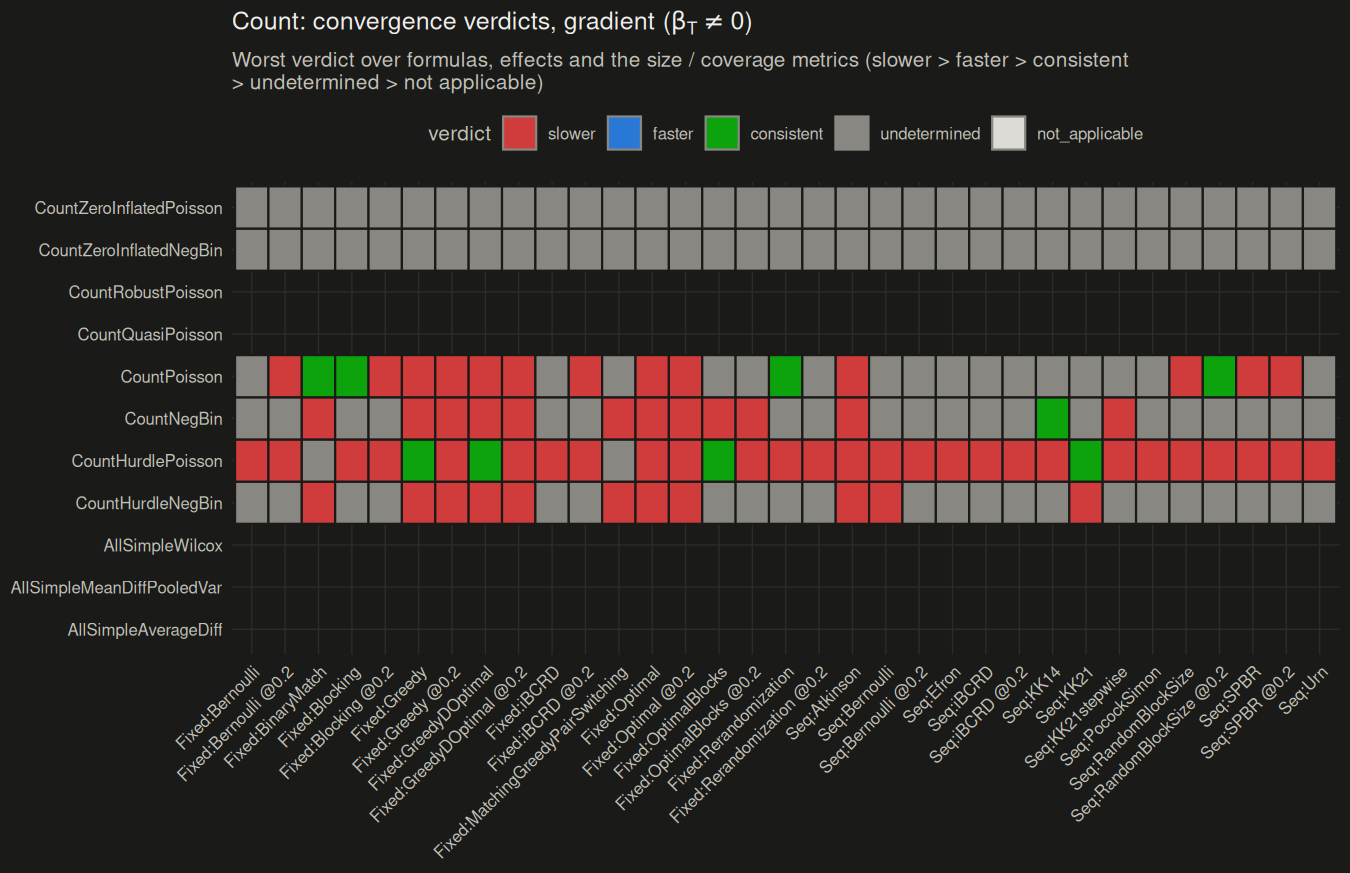 Count: convergence verdicts, gradient (βT ≠ 0)
Worst verdict over formulas, effects and the size / coverage metrics (slower > faster > consistent
> undetermined > not applicable)
verdict slower faster consistent undetermined not_applicable
CountZeroInflatedPoisson
CountZeroInflatedNegBin
CountRobustPoisson
CountQuasiPoisson
CountPoisson
CountNegBin
CountHurdlePoisson
CountHurdleNegBin
AllSimpleWilcox
AllSimpleMeanDiffPooledVar
AllSimpleAverageDiff
Fixed:Bernoulli
Fixed:Bernoulli @0.2
Fixed:BinaryMatch
Fixed:Blocking
Fixed:Blocking @0.2
Fixed:Greedy
Fixed:Greedy @0.2
Fixed:GreedyDOptimal
Fixed:GreedyDOptimal @0.2
Fixed:iBCRD
Fixed:iBCRD @0.2
Fixed:MatchingGreedyPairSwitching
Fixed:Optimal
Fixed:Optimal @0.2
Fixed:OptimalBlocks
Fixed:OptimalBlocks @0.2
Fixed:Rerandomization
Fixed:Rerandomization @0.2
Seq:Atkinson
Seq:Bernoulli
Seq:Bernoulli @0.2
Seq:Efron
Seq:iBCRD
Seq:iBCRD @0.2
Seq:KK14
Seq:KK21
Seq:KK21stepwise
Seq:PocockSimon
Seq:RandomBlockSize
Seq:RandomBlockSize @0.2
Seq:SPBR
Seq:SPBR @0.2
Seq:Urn